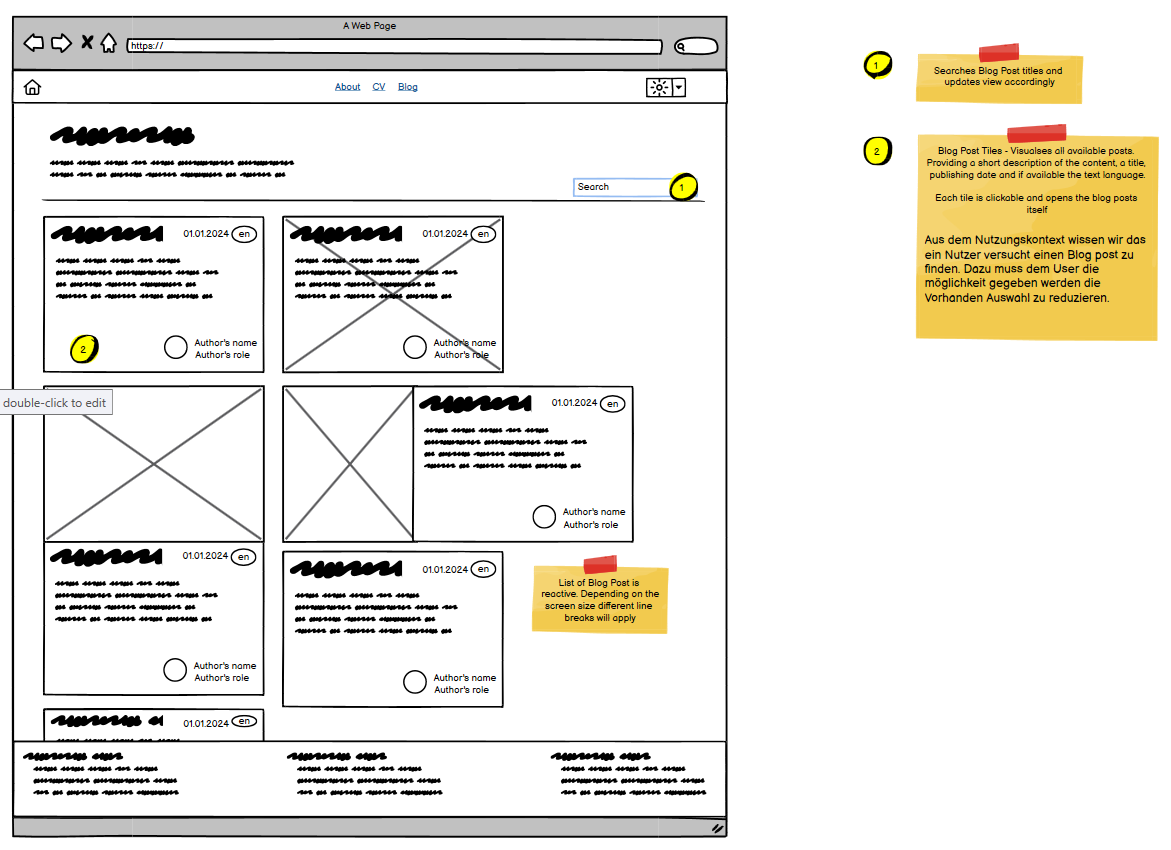 A Web Page
https://
About CV Blog
Search
1
01.01.2024 en
Author's name
Author's role
2
01.01.2024 en
Author's name
Author's role
double-click to edit
01.01.2024 en
Author's name
Author's role
01.01.2024 en
Author's name
Author's role
01.01.2024 en
Author's name
Author's role
List of Blog Post is
reactive. Depending on the
screen size different line
breaks will apply
01.01.2024 en
1
Searches Blog Post titles and
updates view accordingly
2
Blog Post Tiles - Visualses all available posts.
Providing a short description of the content, a title,
publishing date and if available the text language.
Each tile is clickable and opens the blog posts
itself
Aus dem Nutzungskontext wissen wir das
ein Nutzer versucht einen Blog post zu
finden. Dazu muss dem User die
möglichkeit gegeben werden die
Vorhanden Auswahl zu reduzieren.